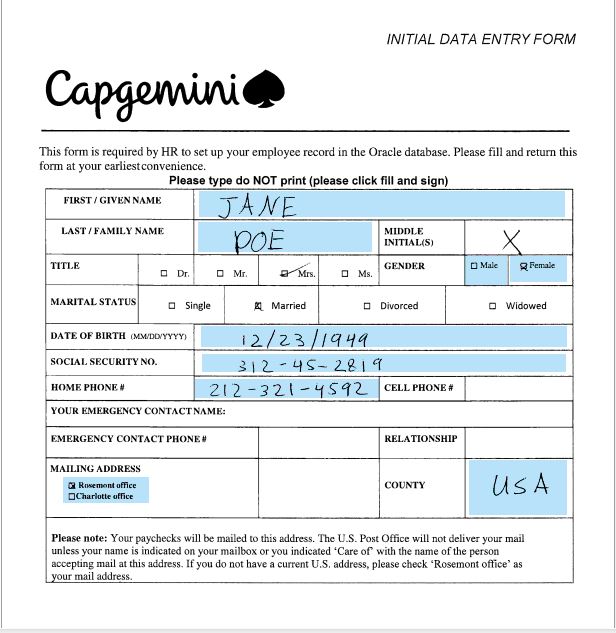 INITIAL DATA ENTRY FORM
Capgemini
This form is required by HR to set up your employee record in the Oracle database. Please fill and return this
form at your earliest convenience.
Please type do NOT print (please click fill and sign)
FIRST / GIVEN NAME JANE
LAST / FAMILY NAME DOE MIDDLE INITIAL(S) X
TITLE ☐ Dr. ☐ Mr. ☑ Mrs. ☐ Ms. GENDER ☐ Male ☒ Female
MARITAL STATUS ☐ Single ☒ Married ☐ Divorced ☐ Widowed
DATE OF BIRTH (MM/DD/YYYY) 12/23/1949
SOCIAL SECURITY NO. 312-45-2819
HOME PHONE # 212-321-4592 CELL PHONE #
YOUR EMERGENCY CONTACT NAME:
EMERGENCY CONTACT PHONE # RELATIONSHIP
MAILING ADDRESS
☒ Rosemont office
☐ Charlotte office
COUNTY USA
Please note: Your paychecks will be mailed to this address. The U.S. Post Office will not deliver your mail
unless your name is indicated on your mailbox or you indicated ‘Care of’ with the name of the person
accepting mail at this address. If you do not have a current U.S. address, please check ‘Rosemont office’ as
your mail address.